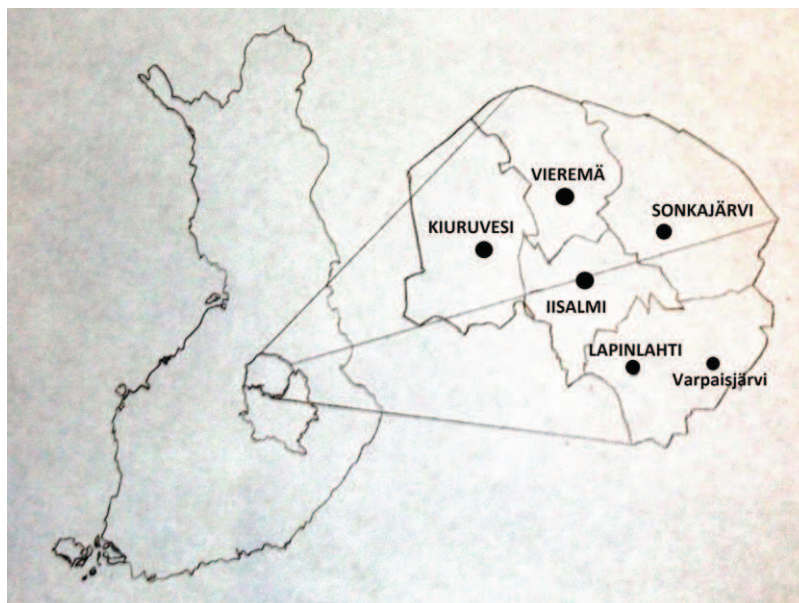 VIEREMÄ
SONKAJÄRVI
KIURUVESI
IISALMI
LAPINLAHTI
Varpaisjärvi